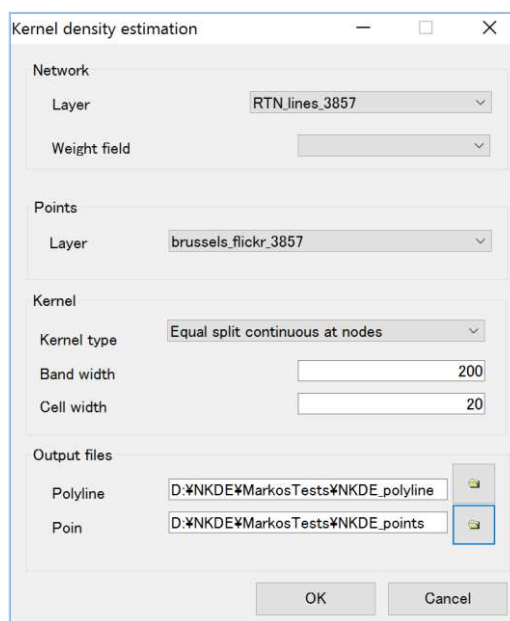 Kernel density estimation
Network
Layer RTN_lines_3857
Weight field
Points
Layer brussels_flickr_3857
Kernel
Kernel type Equal split continuous at nodes
Band width 200
Cell width 20
Output files
Polyline D:¥NKDE¥MarkosTests¥NKDE_polyline
Poin D:¥NKDE¥MarkosTests¥NKDE_points
OK Cancel